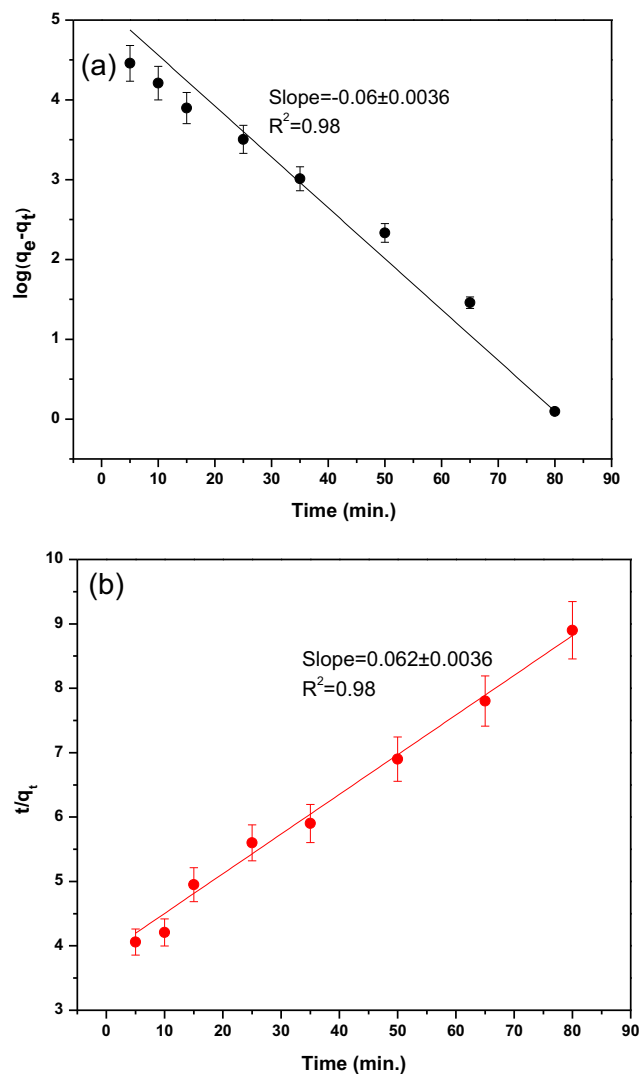 (a)
Slope=-0.06±0.0036
R²=0.98
log(qe-qt)
5
4
3
2
1
0
0 10 20 30 40 50 60 70 80 90
Time (min.)
(b)
Slope=0.062±0.0036
R²=0.98
t/qt
10
9
8
7
6
5
4
3
0 10 20 30 40 50 60 70 80 90
Time (min.)